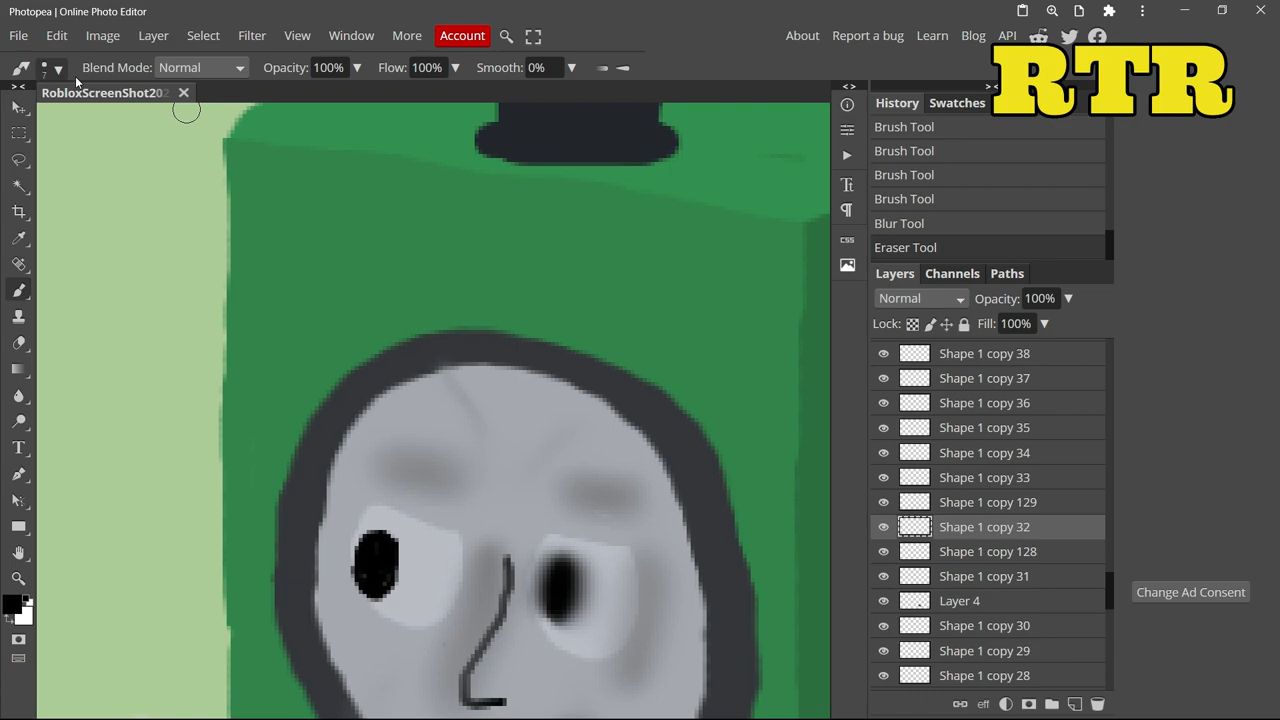 Photopea | Online Photo Editor
File Edit Image Layer Select Filter View Window More Account About Report a bug Learn Blog API
7 Blend Mode: Normal Opacity: 100% Flow: 100% Smooth: 0%
RTR
RobloxScreenShot202
History Swatches
Brush Tool
Brush Tool
Brush Tool
Brush Tool
Blur Tool
Eraser Tool
CSS
Layers Channels Paths
Normal Opacity: 100%
Lock: Fill: 100%
Shape 1 copy 38
Shape 1 copy 37
Shape 1 copy 36
Shape 1 copy 35
Shape 1 copy 34
Shape 1 copy 33
Shape 1 copy 129
Shape 1 copy 32
Shape 1 copy 128
Shape 1 copy 31
Layer 4
Shape 1 copy 30
Shape 1 copy 29
Shape 1 copy 28
eff
Change Ad Consent